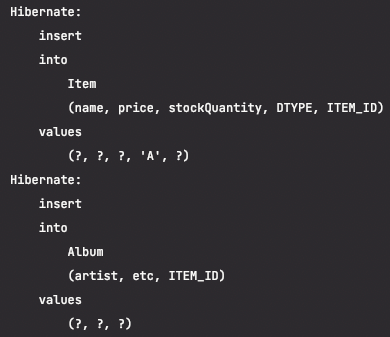 Hibernate:
insert
into
Item
(name, price, stockQuantity, DTYPE, ITEM_ID)
values
(?, ?, ?, 'A', ?)
Hibernate:
insert
into
Album
(artist, etc, ITEM_ID)
values
(?, ?, ?)